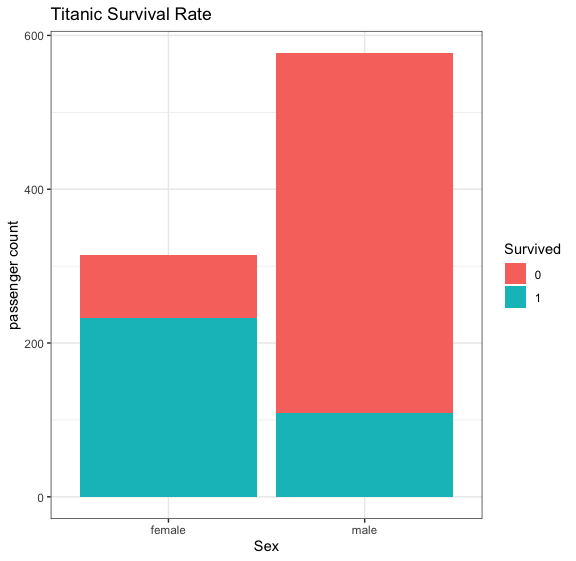 Titanic Survival Rate
600
400
200
0
passenger count
female male
Sex
Survived
0
1